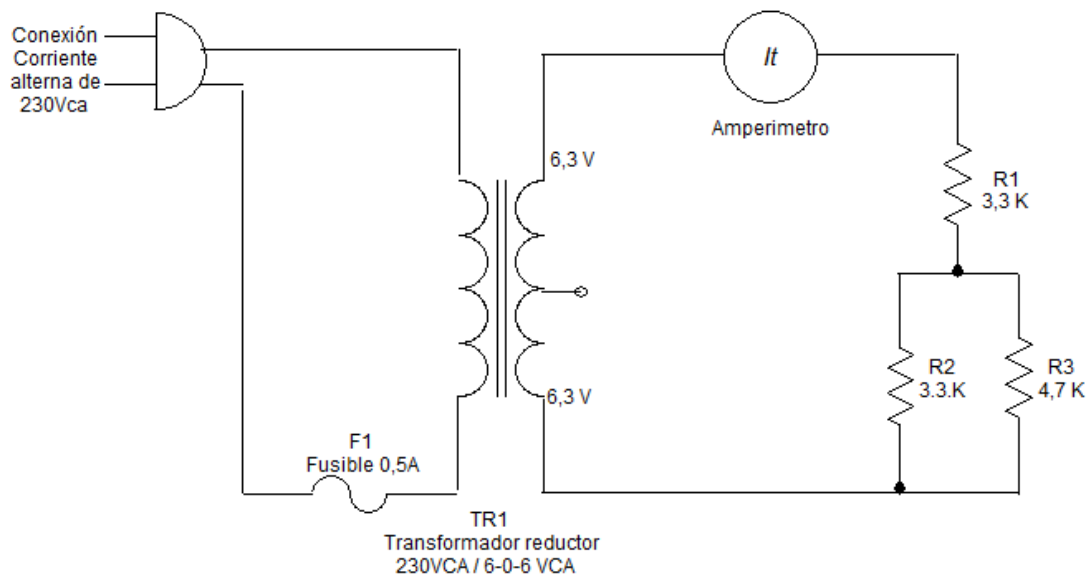 Conexión
Corriente
alterna de
230Vca
It
Amperimetro
6,3 V
R1
3,3 K
R2
3.3.K
R3
4,7 K
6,3 V
F1
Fusible 0,5A
TR1
Transformador reductor
230VCA / 6-0-6 VCA